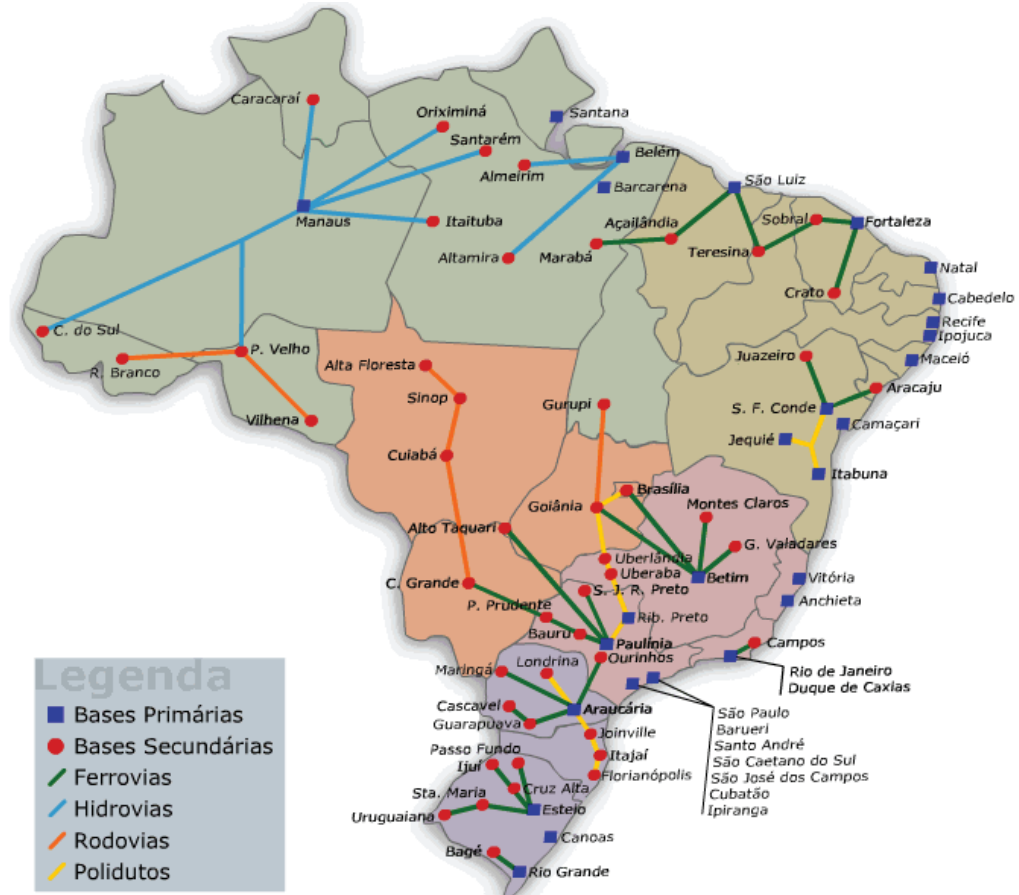 Caracaraí
Oriximiná
Santarém
Almeirim
Santana
Belém
Barcarena
Manaus
Itaituba
Altamira
Marabá
Açailândia
São Luiz
Sobral
Fortaleza
Teresina
Crato
Natal
Cabedelo
Recife
Ipojuca
Maceió
C. do Sul
R. Branco
P. Velho
Vilhena
Alta Floresta
Sinop
Cuiabá
Gurupi
Juazeiro
Aracaju
S. F. Conde
Camaçari
Jequié
Itabuna
Goiânia
Brasília
Montes Claros
Alto Taquari
G. Valadares
Uberlândia
Uberaba
Betim
Vitória
Anchieta
C. Grande
S. J. R. Preto
P. Prudente
Rib. Preto
Bauru
Paulínia
Ourinhos
Campos
Rio de Janeiro
Duque de Caxias
Maringá
Londrina
Cascavel
Guarapuava
Araucária
Joinville
Itajaí
Florianópolis
São Paulo
Barueri
Santo André
São Caetano do Sul
São José dos Campos
Cubatão
Ipiranga
Passo Fundo
Ijuí
Cruz Alta
Sta. Maria
Uruguaiana
Esteio
Canoas
Bagé
Rio Grande
Legenda
Bases Primárias
Bases Secundárias
Ferrovias
Hidrovias
Rodovias
Polidutos